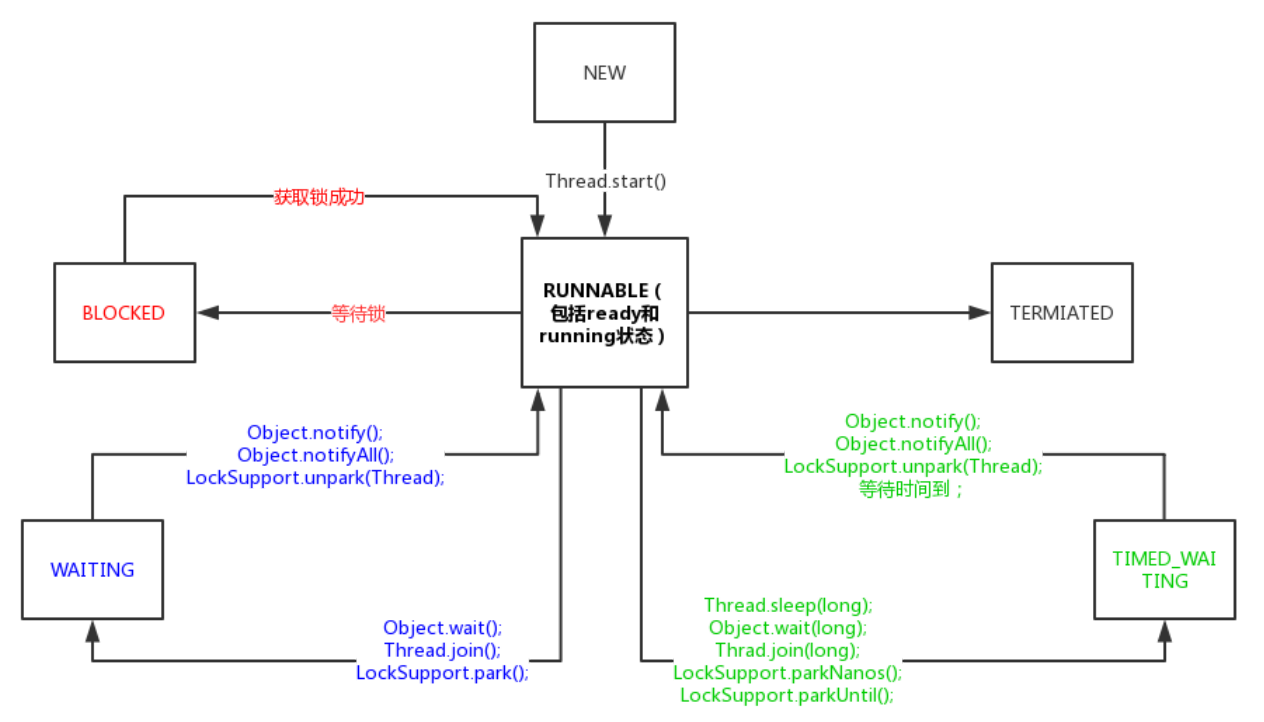 NEW
Thread.start()
获取锁成功
RUNNABLE（
包括ready和
running状态）
BLOCKED
等待锁
TERMIATED
Object.notify();
Object.notifyAll();
LockSupport.unpark(Thread);
Object.notify();
Object.notifyAll();
LockSupport.unpark(Thread);
等待时间到；
WAITING
TIMED_WAI
TING
Object.wait();
Thread.join();
LockSupport.park();
Thread.sleep(long);
Object.wait(long);
Thrad.join(long);
LockSupport.parkNanos();
LockSupport.parkUntil();